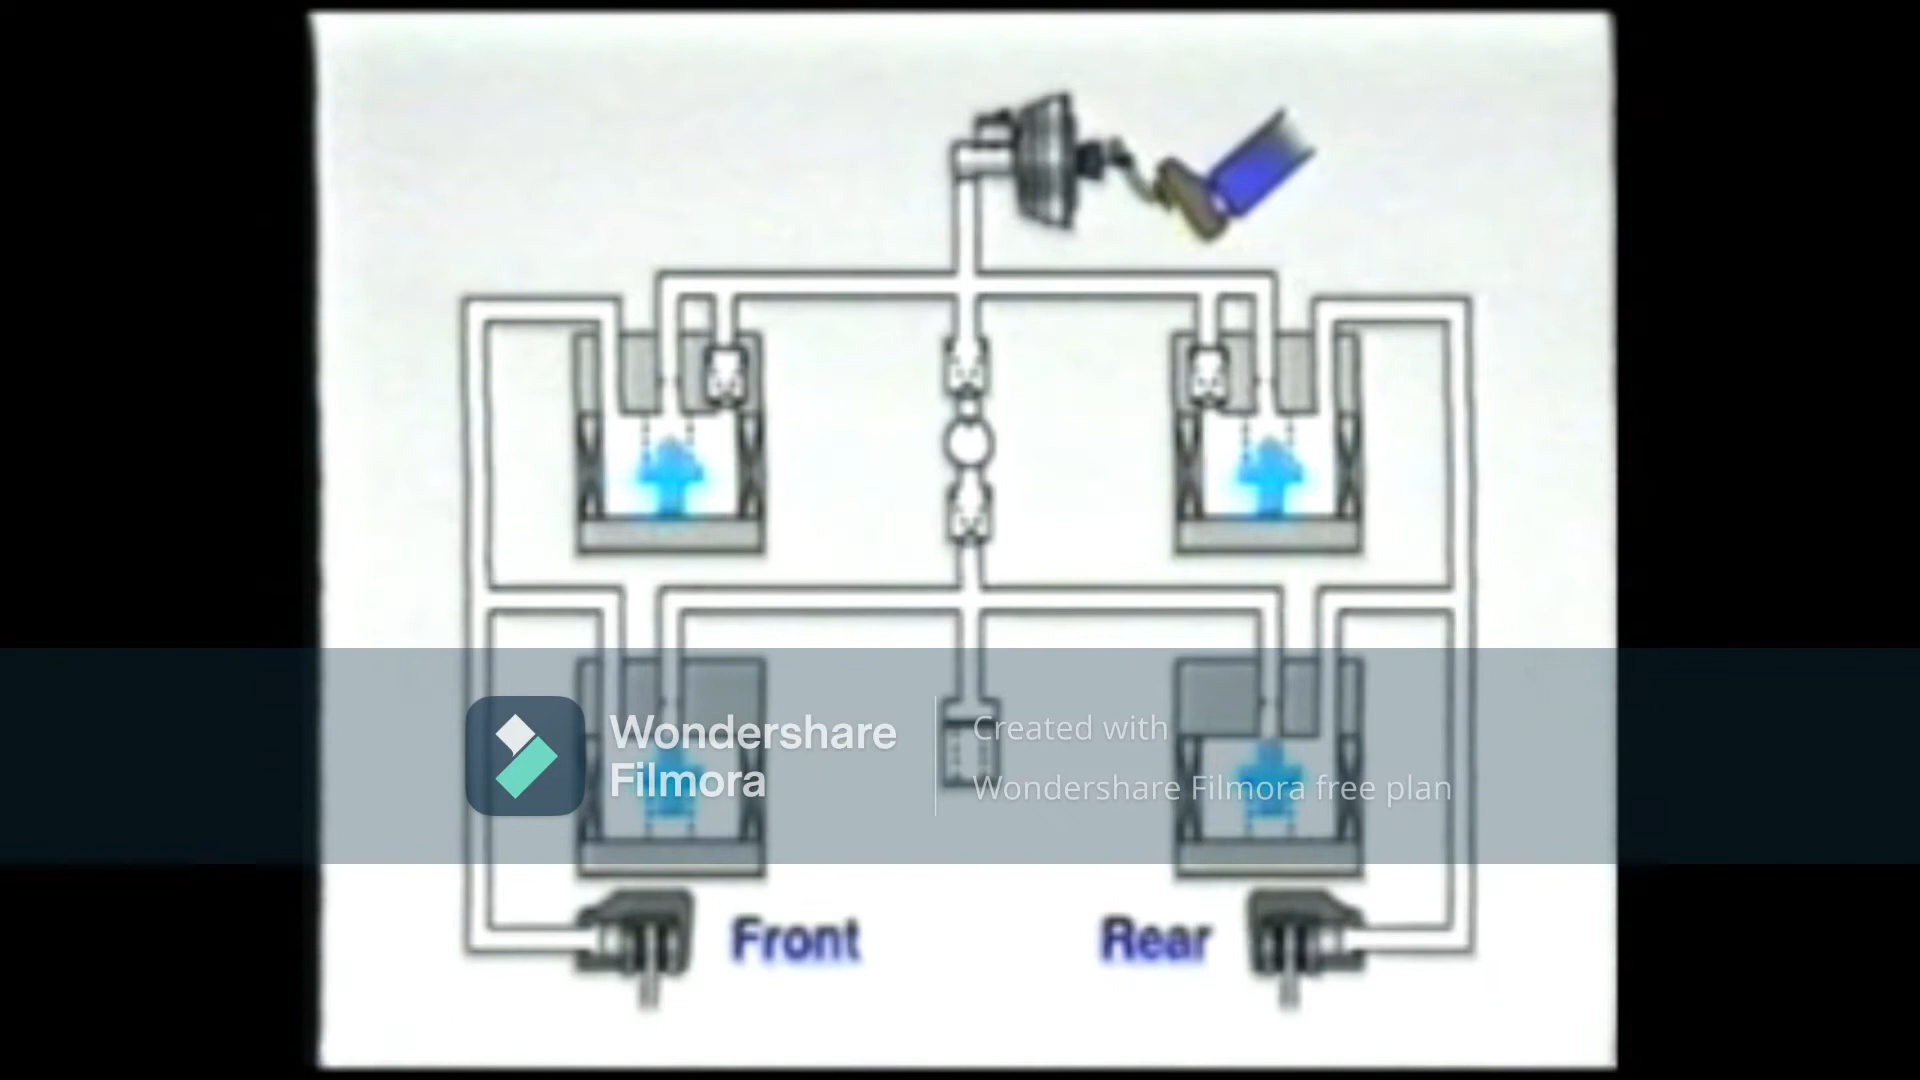 Wondershare
Filmora
Created with
Wondershare Filmora free plan
Front
Rear